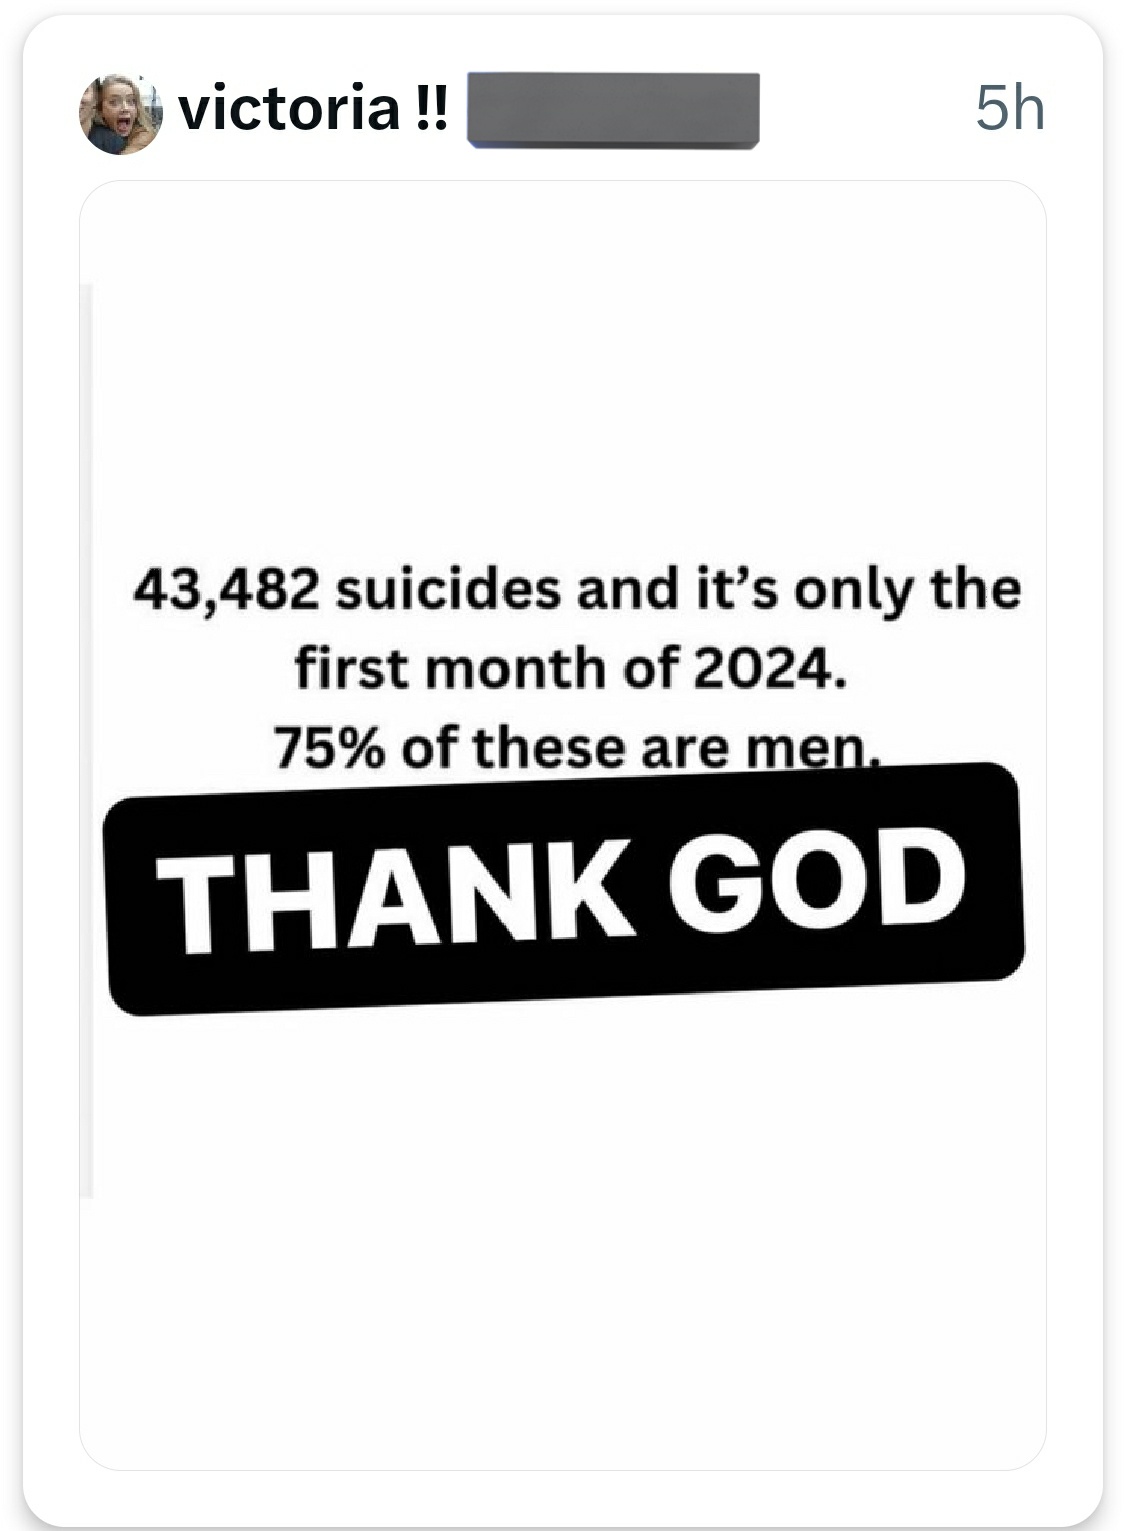 victoria !! 5h
43,482 suicides and it’s only the
first month of 2024.
75% of these are men.
THANK GOD